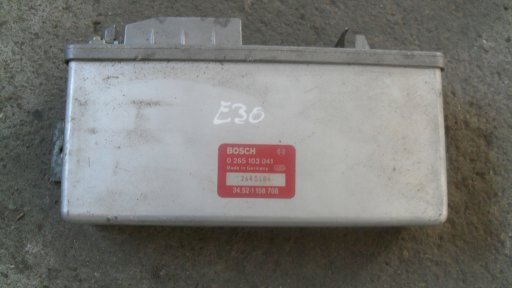 E30
BOSCH
0 265 103 041
Made in Germany
34.52-1 158 788